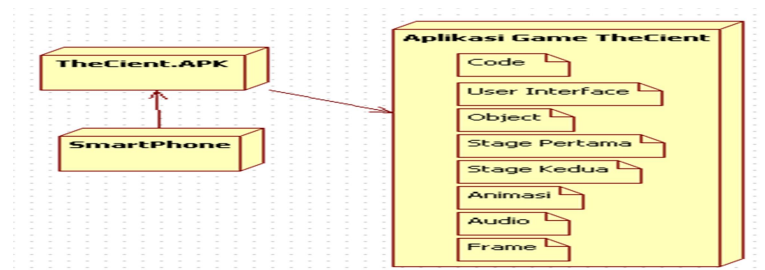 TheCient.APK
SmartPhone
Aplikasi Game TheCient
Code
User Interface
Object
Stage Pertama
Stage Kedua
Animasi
Audio
Frame